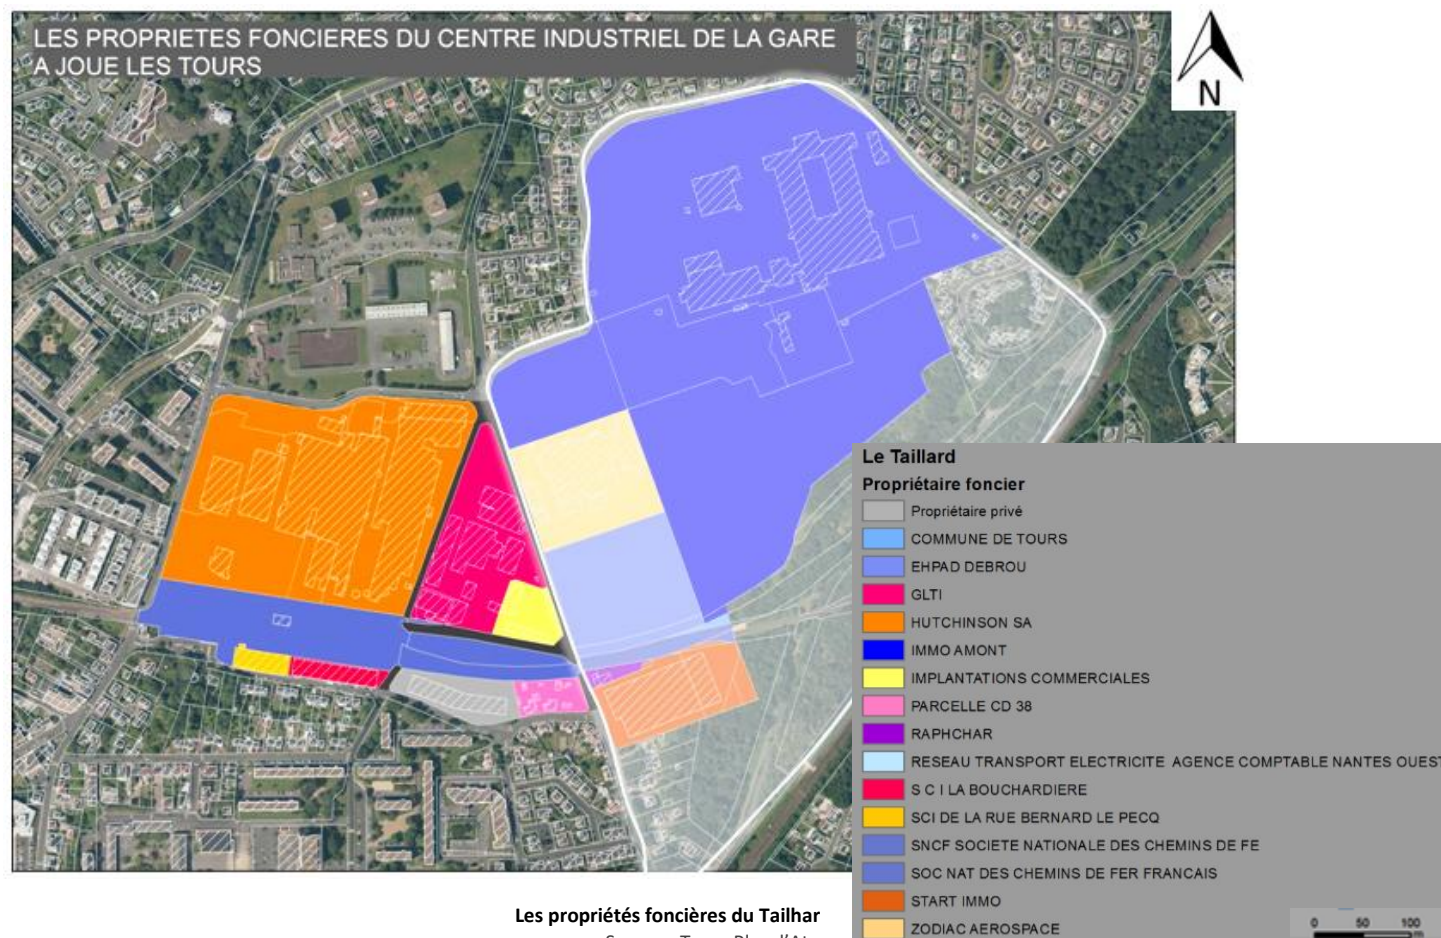 LES PROPRIETES FONCIERES DU CENTRE INDUSTRIEL DE LA GARE
A JOUE LES TOURS
N
Le Taillard
Propriétaire foncier
Propriétaire privé
COMMUNE DE TOURS
EHPAD DEBROU
GLTI
HUTCHINSON SA
IMMO AMONT
IMPLANTATIONS COMMERCIALES
PARCELLE CD 38
RAPHCHAR
RESEAU TRANSPORT ELECTRICITE AGENCE COMPTABLE NANTES OUEST
S C I LA BOUCHARDIERE
SCI DE LA RUE BERNARD LE PECQ
SNCF SOCIETE NATIONALE DES CHEMINS DE FE
SOC NAT DES CHEMINS DE FER FRANCAIS
START IMMO
ZODIAC AEROSPACE
0 50 100
m
Les propriétés foncières du Tailhar